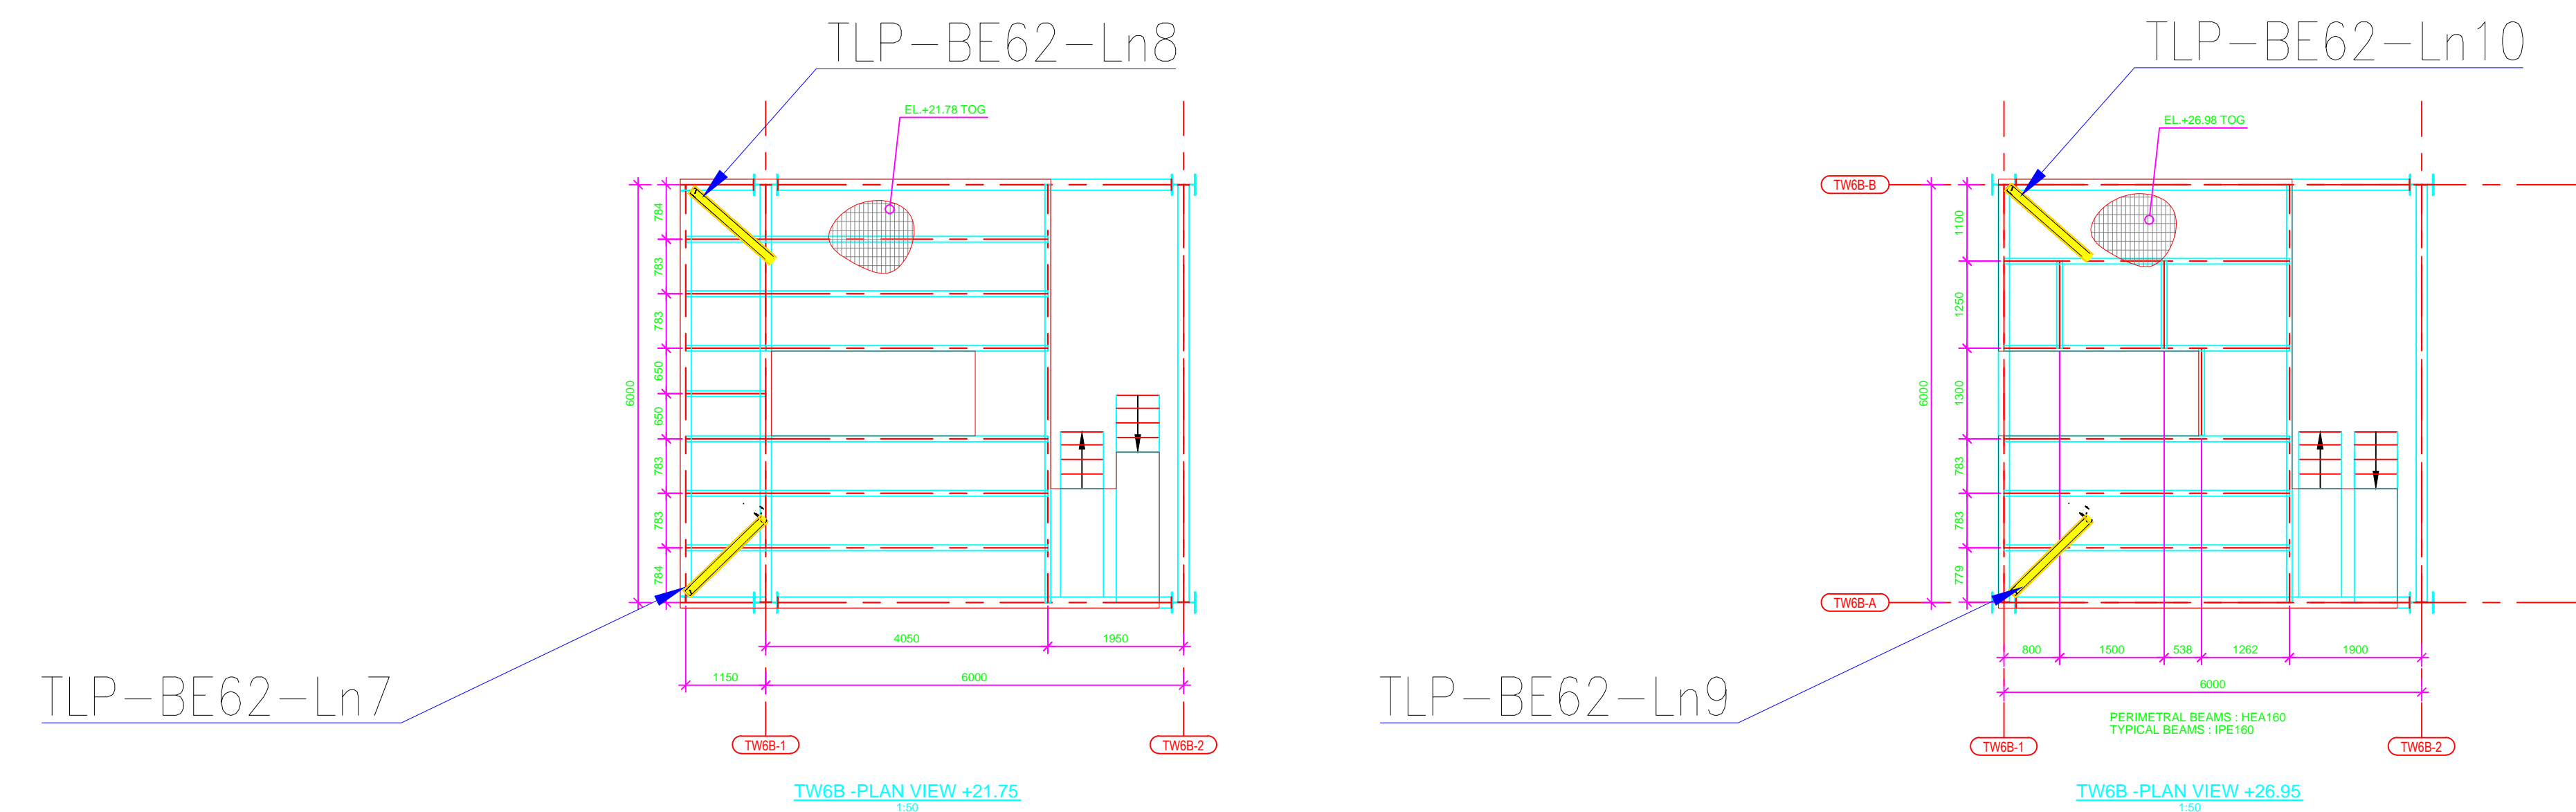 TLP-BE62-Ln8
EL.+21.78 TOG
784
783
783
650
6000
650
783
783
784
4050
1950
1150
6000
TLP-BE62-Ln7
TW6B-1
TW6B-2
TW6B -PLAN VIEW +21.75
1:50
TLP-BE62-Ln10
EL.+26.98 TOG
TW6B-B
1100
1250
6000
1300
783
783
779
TW6B-A
800
1500
538
1262
1900
6000
TLP-BE62-Ln9
PERIMETRAL BEAMS : HEA160
TYPICAL BEAMS : IPE160
TW6B-1
TW6B-2
TW6B -PLAN VIEW +26.95
1:50